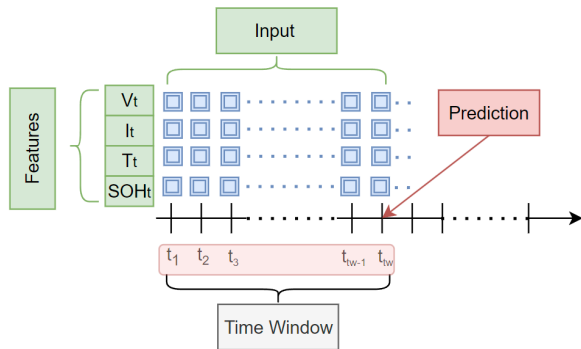 Input
Features
Vt
It
Tt
SOHt
Prediction
t1 t2 t3 ttw-1 ttw
Time Window